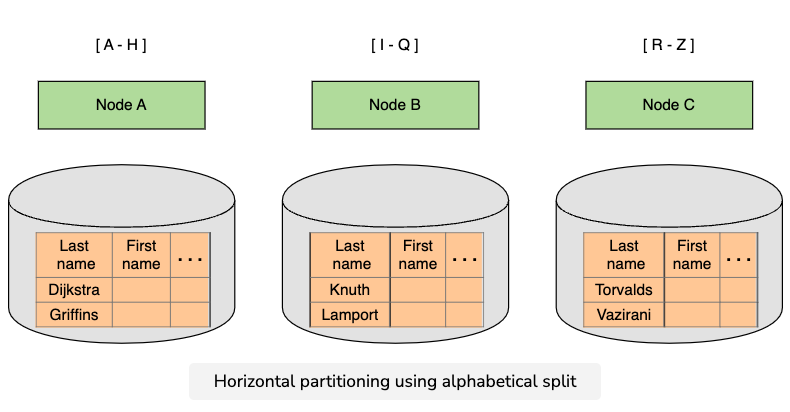 [ A - H ]
[ I - Q ]
[ R - Z ]
Node A
Node B
Node C
Last name
First name
...
Dijkstra
Griffins
Last name
First name
...
Knuth
Lamport
Last name
First name
...
Torvalds
Vazirani
Horizontal partitioning using alphabetical split